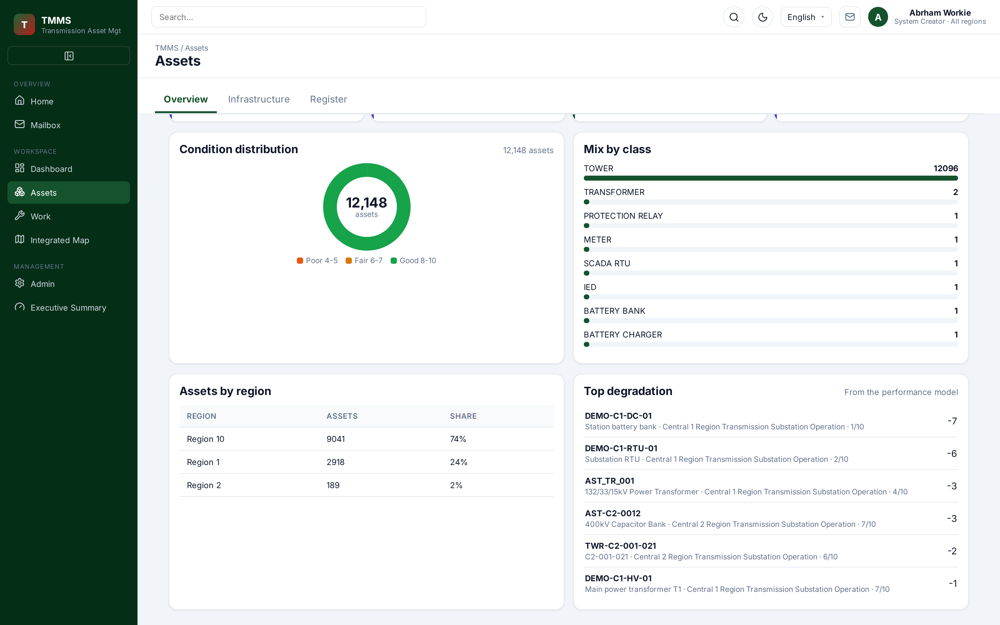 T
TMMS
Transmission Asset Mgt
OVERVIEW
Home
Mailbox
WORKSPACE
Dashboard
Assets
Work
Integrated Map
MANAGEMENT
Admin
Executive Summary
Search...
English
A
Abrham Workie
System Creator · All regions
TMMS / Assets
Assets
Overview
Infrastructure
Register
Condition distribution
12,148 assets
12,148
assets
Poor 4-5
Fair 6-7
Good 8-10
Mix by class
TOWER 12096
TRANSFORMER 2
PROTECTION RELAY 1
METER 1
SCADA RTU 1
IED 1
BATTERY BANK 1
BATTERY CHARGER 1
Assets by region
REGION ASSETS SHARE
Region 10 9041 74%
Region 1 2918 24%
Region 2 189 2%
Top degradation
From the performance model
DEMO-C1-DC-01
Station battery bank · Central 1 Region Transmission Substation Operation · 1/10
-7
DEMO-C1-RTU-01
Substation RTU · Central 1 Region Transmission Substation Operation · 2/10
-6
AST_TR_001
132/33/15kV Power Transformer · Central 1 Region Transmission Substation Operation · 4/10
-3
AST-C2-0012
400kV Capacitor Bank · Central 2 Region Transmission Substation Operation · 7/10
-3
TWR-C2-001-021
C2-001-021 · Central 2 Region Transmission Substation Operation · 6/10
-2
DEMO-C1-HV-01
Main power transformer T1 · Central 1 Region Transmission Substation Operation · 7/10
-1